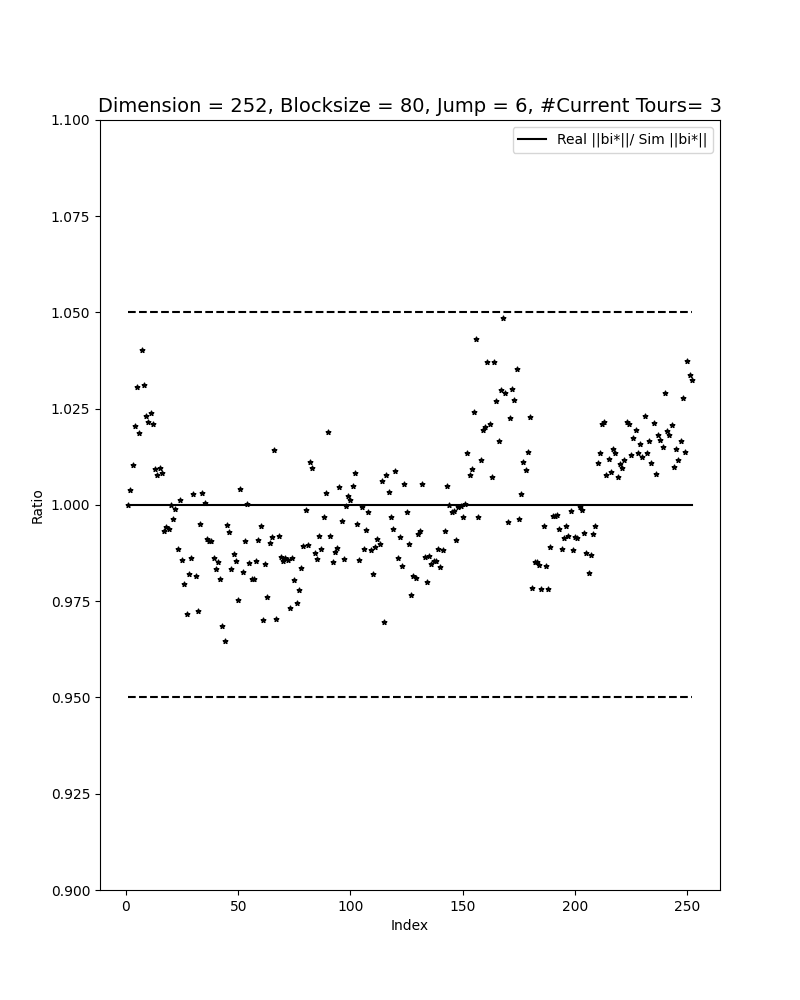 Dimension = 252, Blocksize = 80, Jump = 6, #Current Tours= 3
1.100
Real ||bi*||/ Sim ||bi*||
1.075
1.050
1.025
1.000
Ratio
0.975
0.950
0.925
0.900
0 50 100 150 200 250
Index